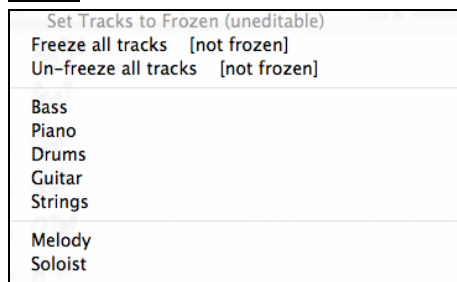 Set Tracks to Frozen (uneditable)
Freeze all tracks [not frozen]
Un-freeze all tracks [not frozen]
Bass
Piano
Drums
Guitar
Strings
Melody
Soloist